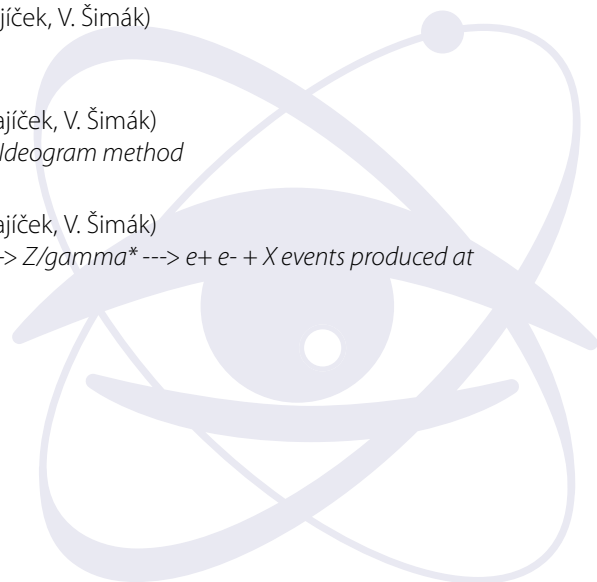 jíček, V. Šimák)
ajíček, V. Šimák)
Ideogram method
ajíček, V. Šimák)
-> Z/gamma* ---> e+ e- + X events produced at